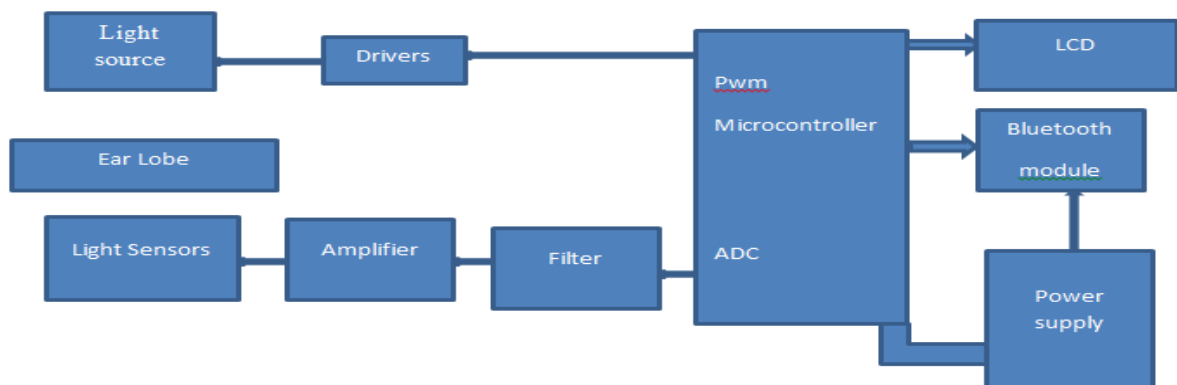 Light
source
Drivers
LCD
Pwm
Microcontroller
Bluetooth
module
Ear Lobe
Light Sensors
Amplifier
Filter
ADC
Power
supply